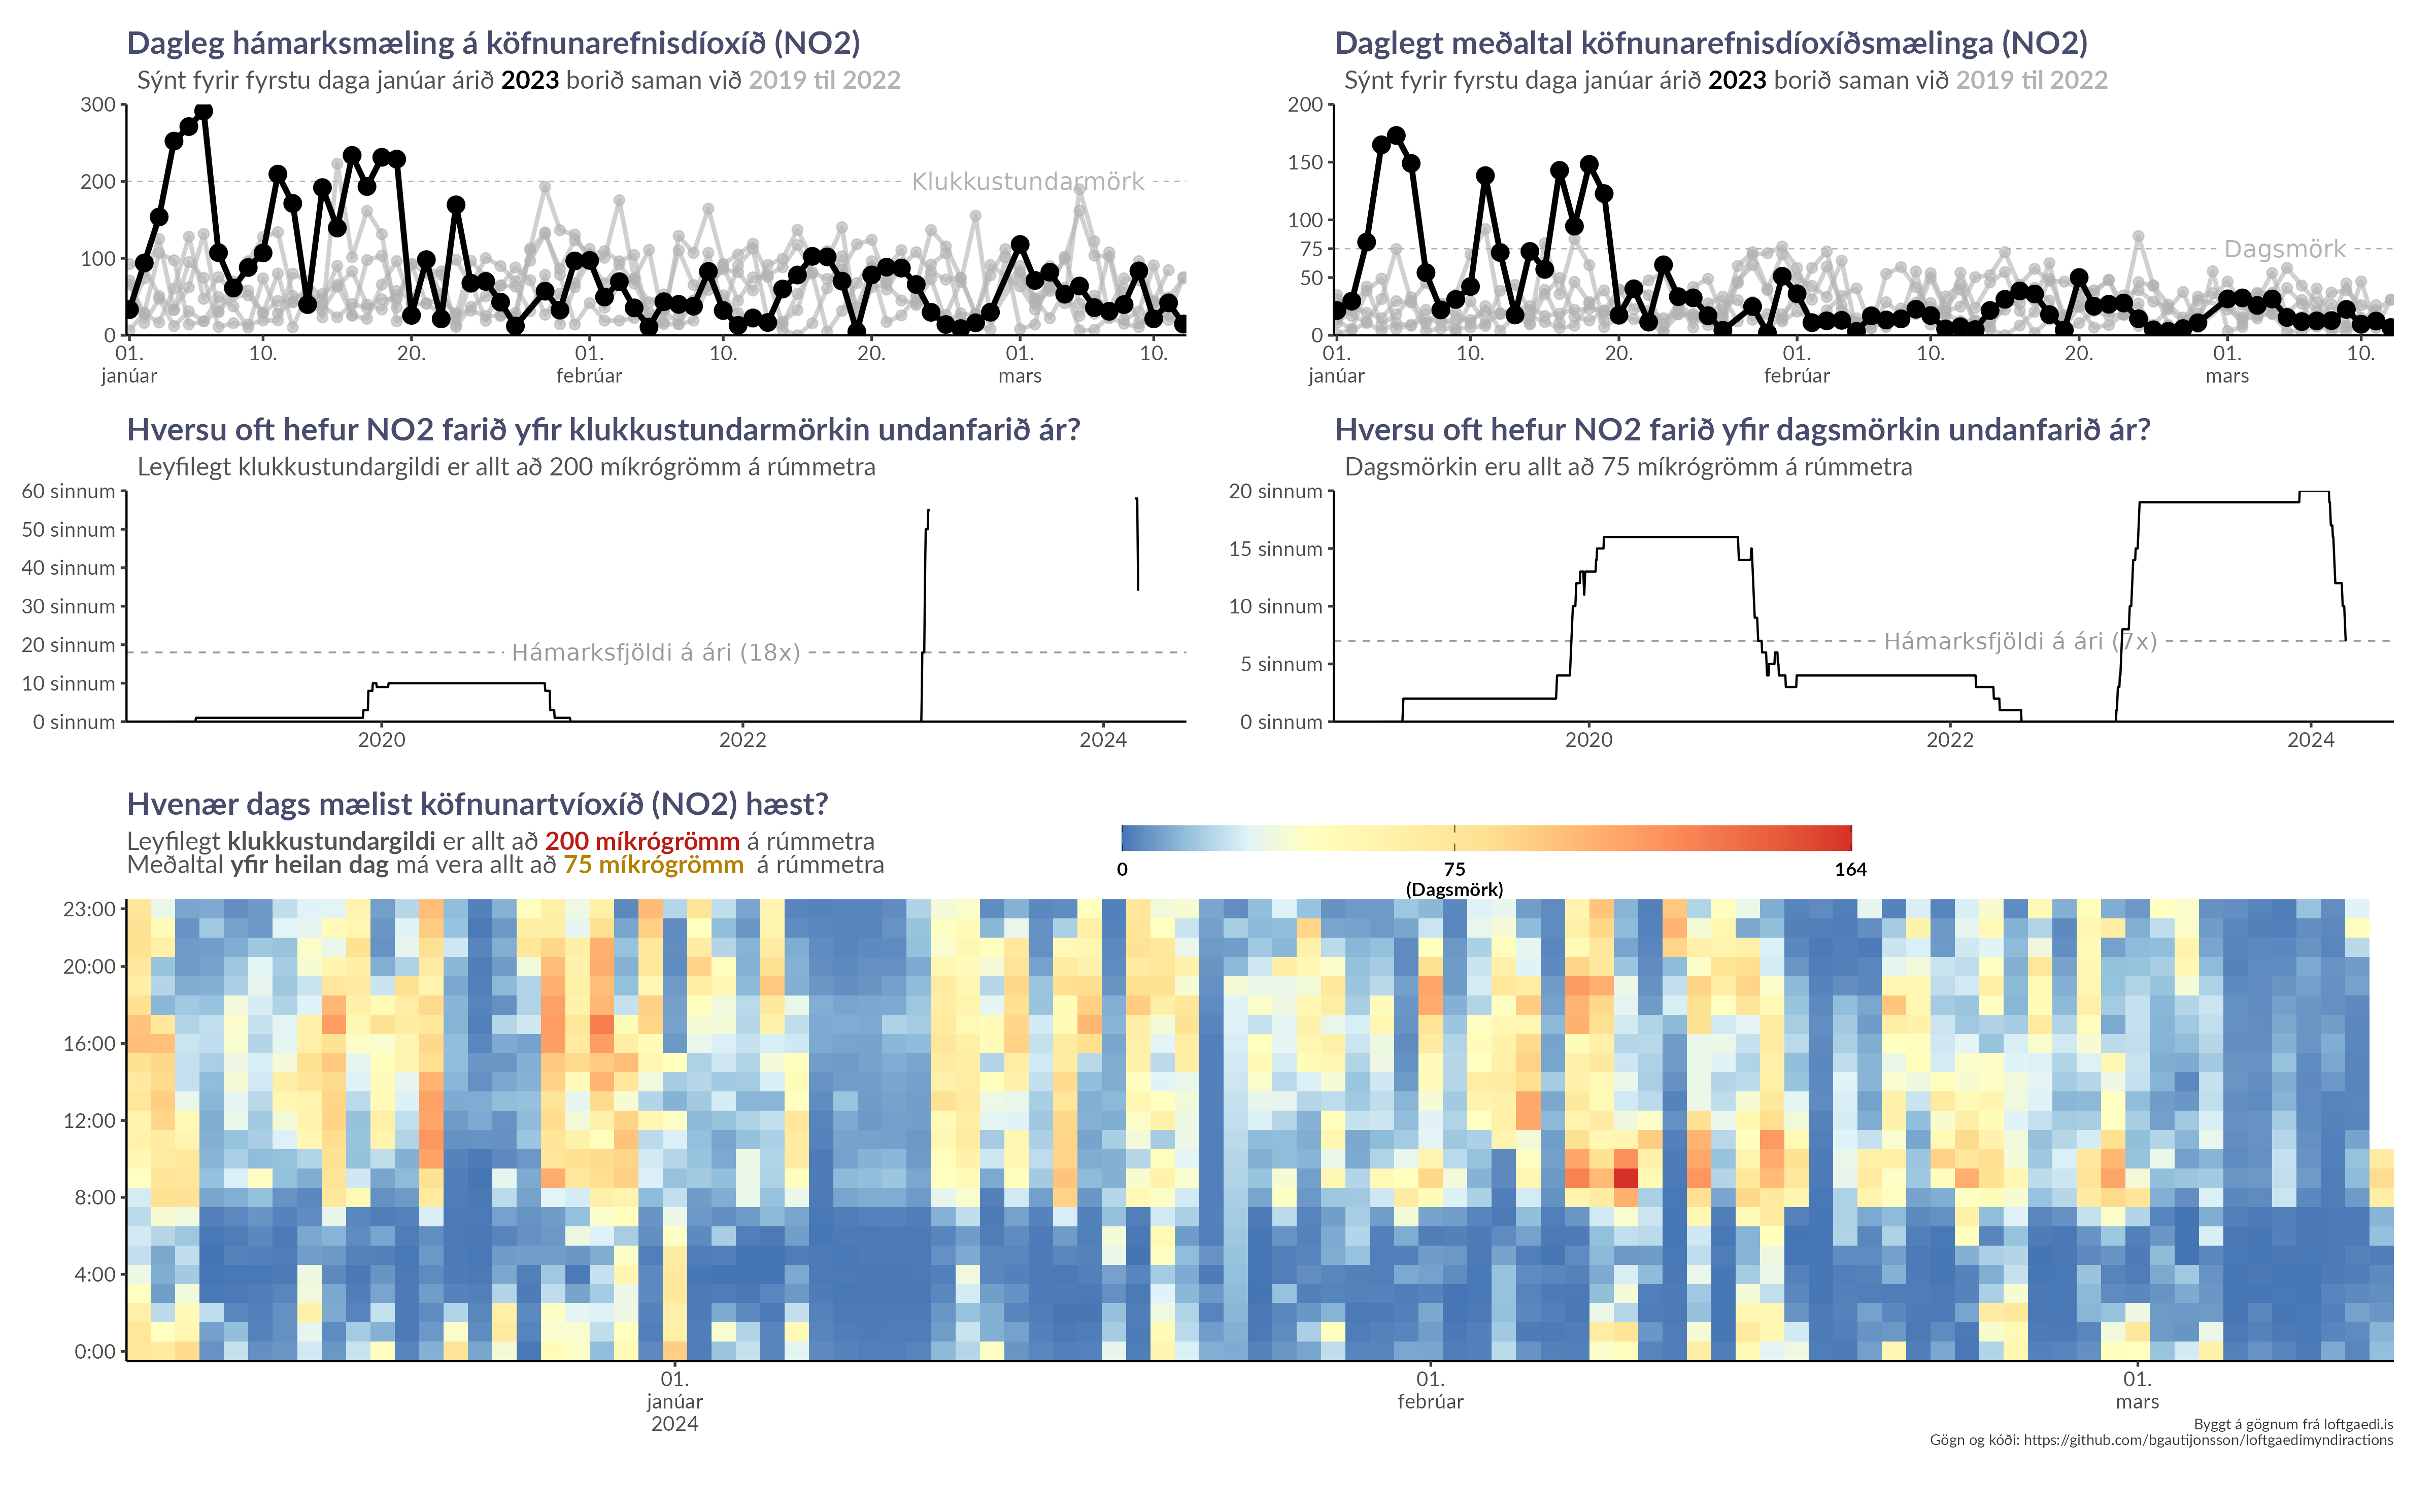 Dagleg hámarksmæling á köfnunarefnisdíoxíð (NO2)
Sýnt fyrir fyrstu daga janúar árið 2023 borið saman við 2019 til 2022
300
200
100
0
Klukkustundarmörk
01.
janúar
10.
20.
01.
febrúar
10.
20.
01.
mars
10.
Daglegt meðaltal köfnunarefnisdíoxíðsmælinga (NO2)
Sýnt fyrir fyrstu daga janúar árið 2023 borið saman við 2019 til 2022
200
150
100
75
50
0
Dagsmörk
01.
janúar
10.
20.
01.
febrúar
10.
20.
01.
mars
10.
Hversu oft hefur NO2 farið yfir klukkustundarmörkin undanfarið ár?
Leyfilegt klukkustundargildi er allt að 200 míkrógrömm á rúmmetra
60 sinnum
50 sinnum
40 sinnum
30 sinnum
20 sinnum
10 sinnum
0 sinnum
Hámarksfjöldi á ári (18x)
2020
2022
2024
Hversu oft hefur NO2 farið yfir dagsmörkin undanfarið ár?
Dagsmörkin eru allt að 75 míkrógrömm á rúmmetra
20 sinnum
15 sinnum
10 sinnum
5 sinnum
0 sinnum
Hámarksfjöldi á ári (7x)
2020
2022
2024
Hvenær dags mælist köfnunartvíoxíð (NO2) hæst?
Leyfilegt klukkustundargildi er allt að 200 míkrógrömm á rúmmetra
Meðaltal yfir heilan dag má vera allt að 75 míkrógrömm á rúmmetra
0
75
(Dagsmörk)
164
23:00
20:00
16:00
12:00
8:00
4:00
0:00
01.
janúar
2024
01.
febrúar
01.
mars
Byggt á gögnum frá loftgaedi.is
Gögn og kóði: https://github.com/bgautijonsson/loftgaedimyndiractions